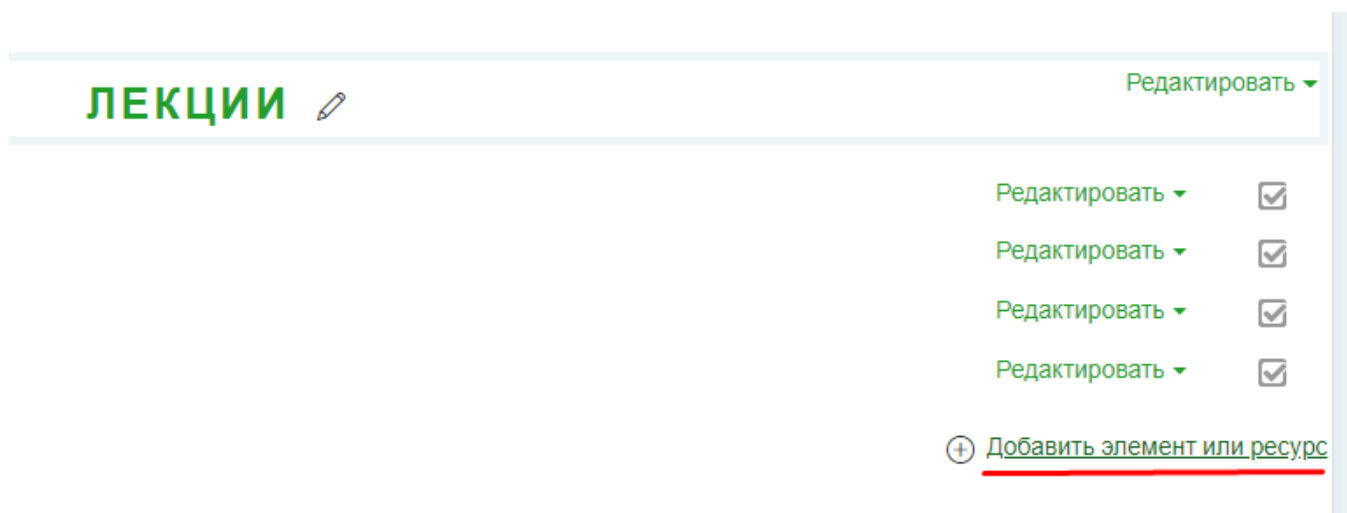 Редактировать
ЛЕКЦИИ
Редактировать
Редактировать
Редактировать
Редактировать
Добавить элемент или ресурс